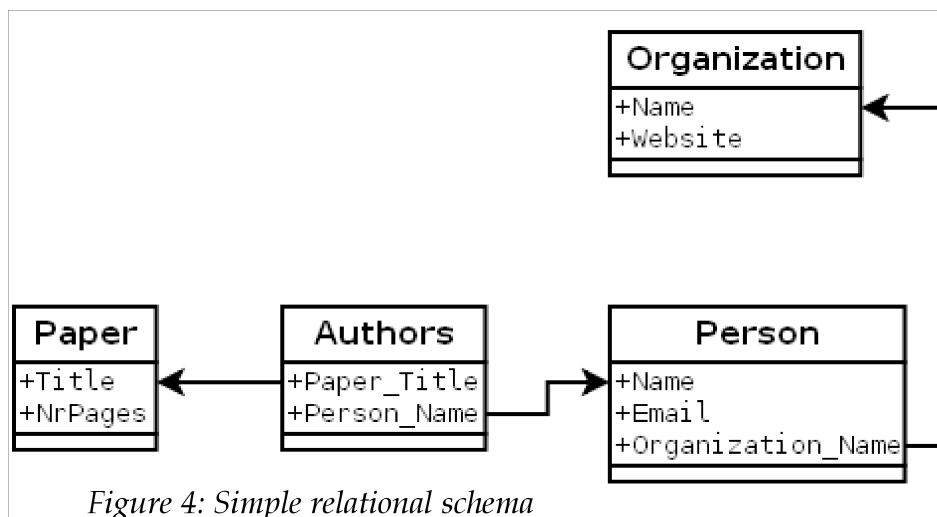 Organization
+Name
+Website
Paper
+Title
+NrPages
Authors
+Paper_Title
+Person_Name
Person
+Name
+Email
+Organization_Name
Figure 4: Simple relational schema